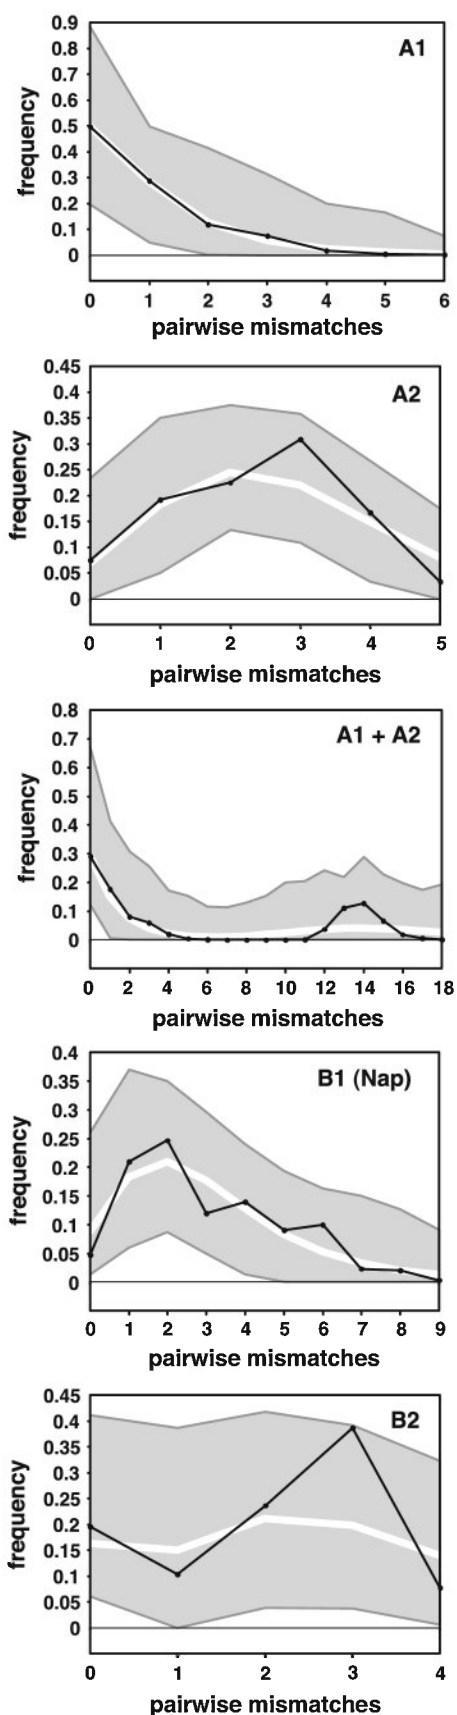 A1
frequency
0.9
0.8
0.7
0.6
0.5
0.4
0.3
0.2
0.1
0
0 1 2 3 4 5 6
pairwise mismatches
A2
frequency
0.45
0.4
0.35
0.3
0.25
0.2
0.15
0.1
0.05
0
0 1 2 3 4 5
pairwise mismatches
A1 + A2
frequency
0.8
0.7
0.6
0.5
0.4
0.3
0.2
0.1
0
0 2 4 6 8 10 12 14 16 18
pairwise mismatches
B1 (Nap)
frequency
0.4
0.35
0.3
0.25
0.2
0.15
0.1
0.05
0
0 1 2 3 4 5 6 7 8 9
pairwise mismatches
B2
frequency
0.45
0.4
0.35
0.3
0.25
0.2
0.15
0.1
0.05
0
0 1 2 3 4
pairwise mismatches